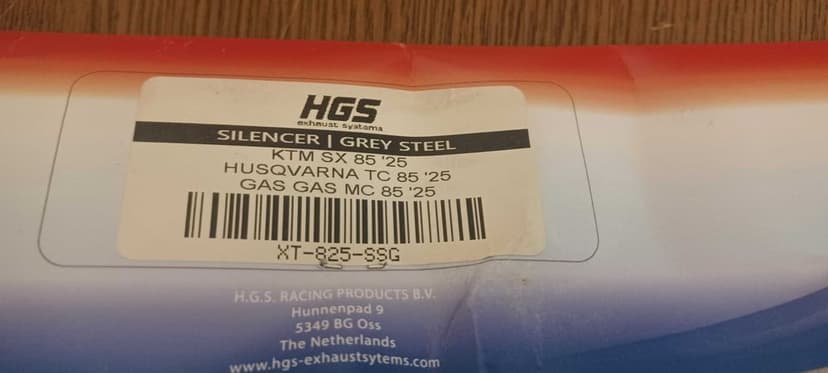 HGS
exhaust systems
SILENCER | GREY STEEL
KTM SX 85 '25
HUSQVARNA TC 85 '25
GAS GAS MC 85 '25
XT-825-SSG
H.G.S. RACING PRODUCTS B.V.
Hunnenpad 9
5349 BG Oss
The Netherlands
www.hgs-exhaustsytems.com